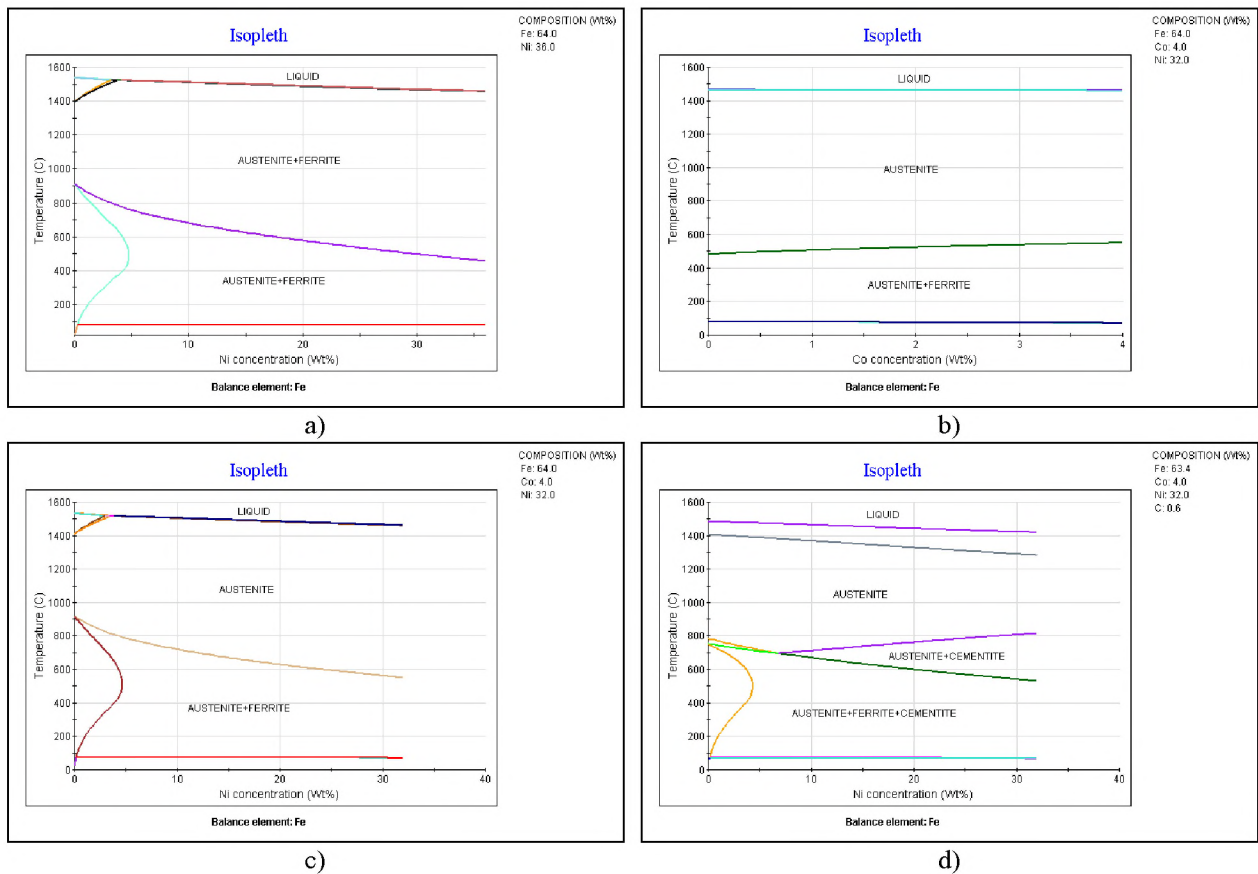 Isopleth
COMPOSITION (Wt%)
Fe: 64.0
Ni: 36.0
Temperature (C)
1600
1400
1200
1000
800
600
400
200
LIQUID
AUSTENITE+FERRITE
AUSTENITE+FERRITE
0
10
20
30
Ni concentration (Wt%)
Balance element: Fe
a)
Isopleth
COMPOSITION (Wt%)
Fe: 64.0
Co: 4.0
Ni: 32.0
Temperature (C)
1600
1400
1200
1000
800
600
400
200
0
LIQUID
AUSTENITE
AUSTENITE+FERRITE
0
1
2
3
4
Co concentration (Wt%)
Balance element: Fe
b)
Isopleth
COMPOSITION (Wt%)
Fe: 64.0
Co: 4.0
Ni: 32.0
Temperature (C)
1600
1400
1200
1000
800
600
400
200
0
LIQUID
AUSTENITE
AUSTENITE+FERRITE
0
10
20
30
40
Ni concentration (Wt%)
Balance element: Fe
c)
Isopleth
COMPOSITION (Wt%)
Fe: 63.4
Co: 4.0
Ni: 32.0
C: 0.6
Temperature (C)
1600
1400
1200
1000
800
600
400
200
0
LIQUID
AUSTENITE
AUSTENITE+CEMENTITE
AUSTENITE+FERRITE+CEMENTITE
0
10
20
30
40
Ni concentration (Wt%)
Balance element: Fe
d)